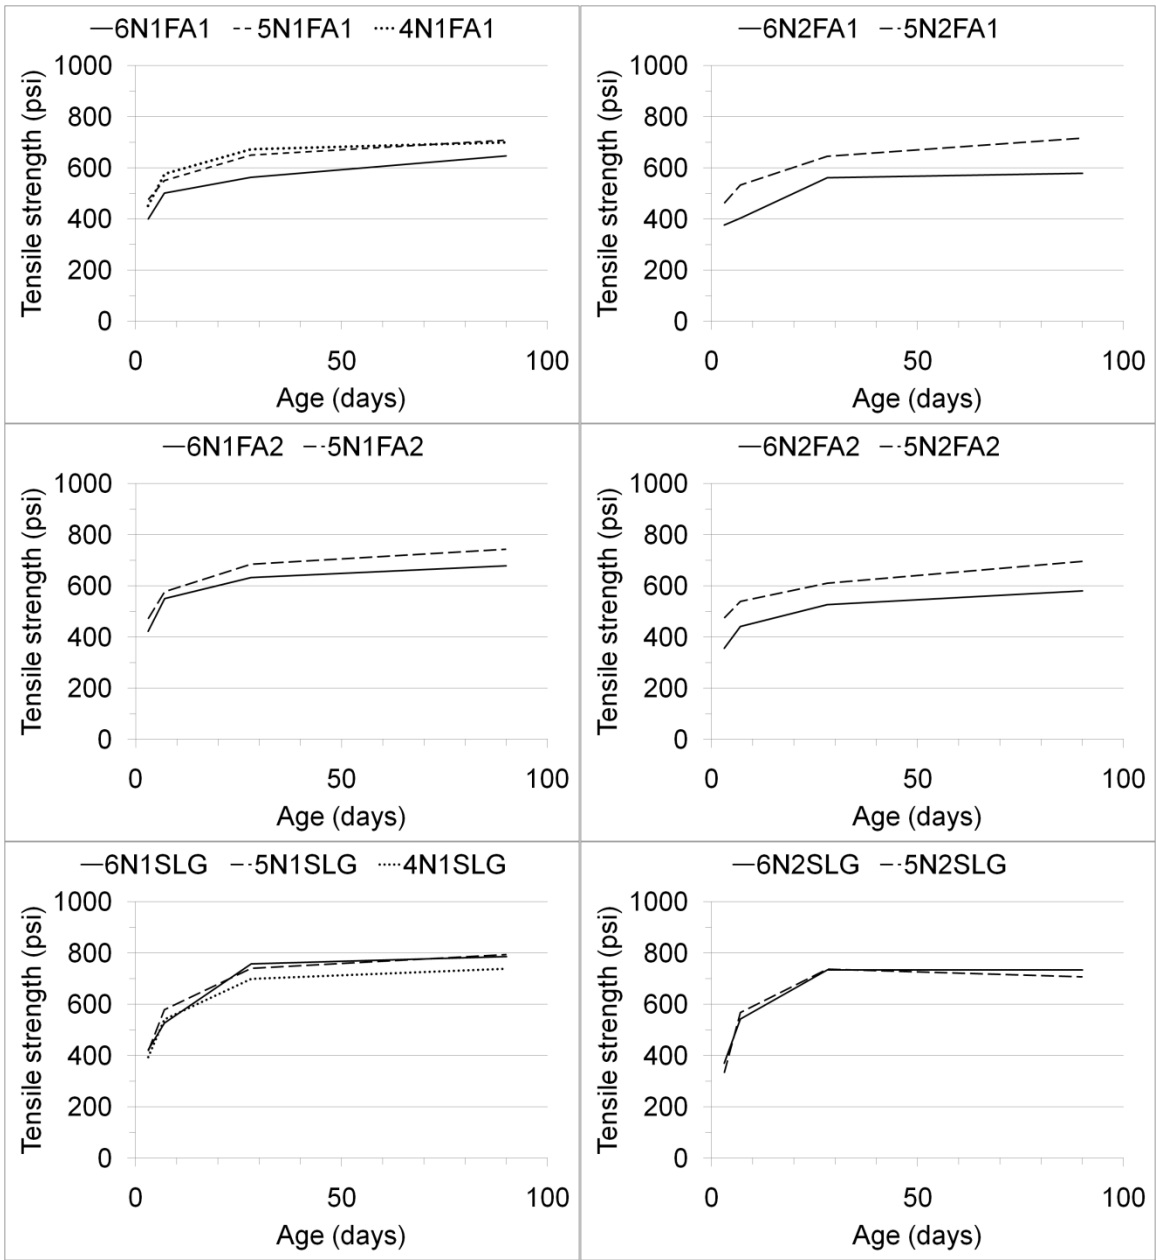 6N1FA1 5N1FA1 4N1FA1
Tensile strength (psi)
1000
800
600
400
200
0
0 50 100
Age (days)
6N2FA1 5N2FA1
Tensile strength (psi)
1000
800
600
400
200
0
0 50 100
Age (days)
6N1FA2 5N1FA2
Tensile strength (psi)
1000
800
600
400
200
0
0 50 100
Age (days)
6N2FA2 5N2FA2
Tensile strength (psi)
1000
800
600
400
200
0
0 50 100
Age (days)
6N1SLG 5N1SLG 4N1SLG
Tensile strength (psi)
1000
800
600
400
200
0
0 50 100
Age (days)
6N2SLG 5N2SLG
Tensile strength (psi)
1000
800
600
400
200
0
0 50 100
Age (days)